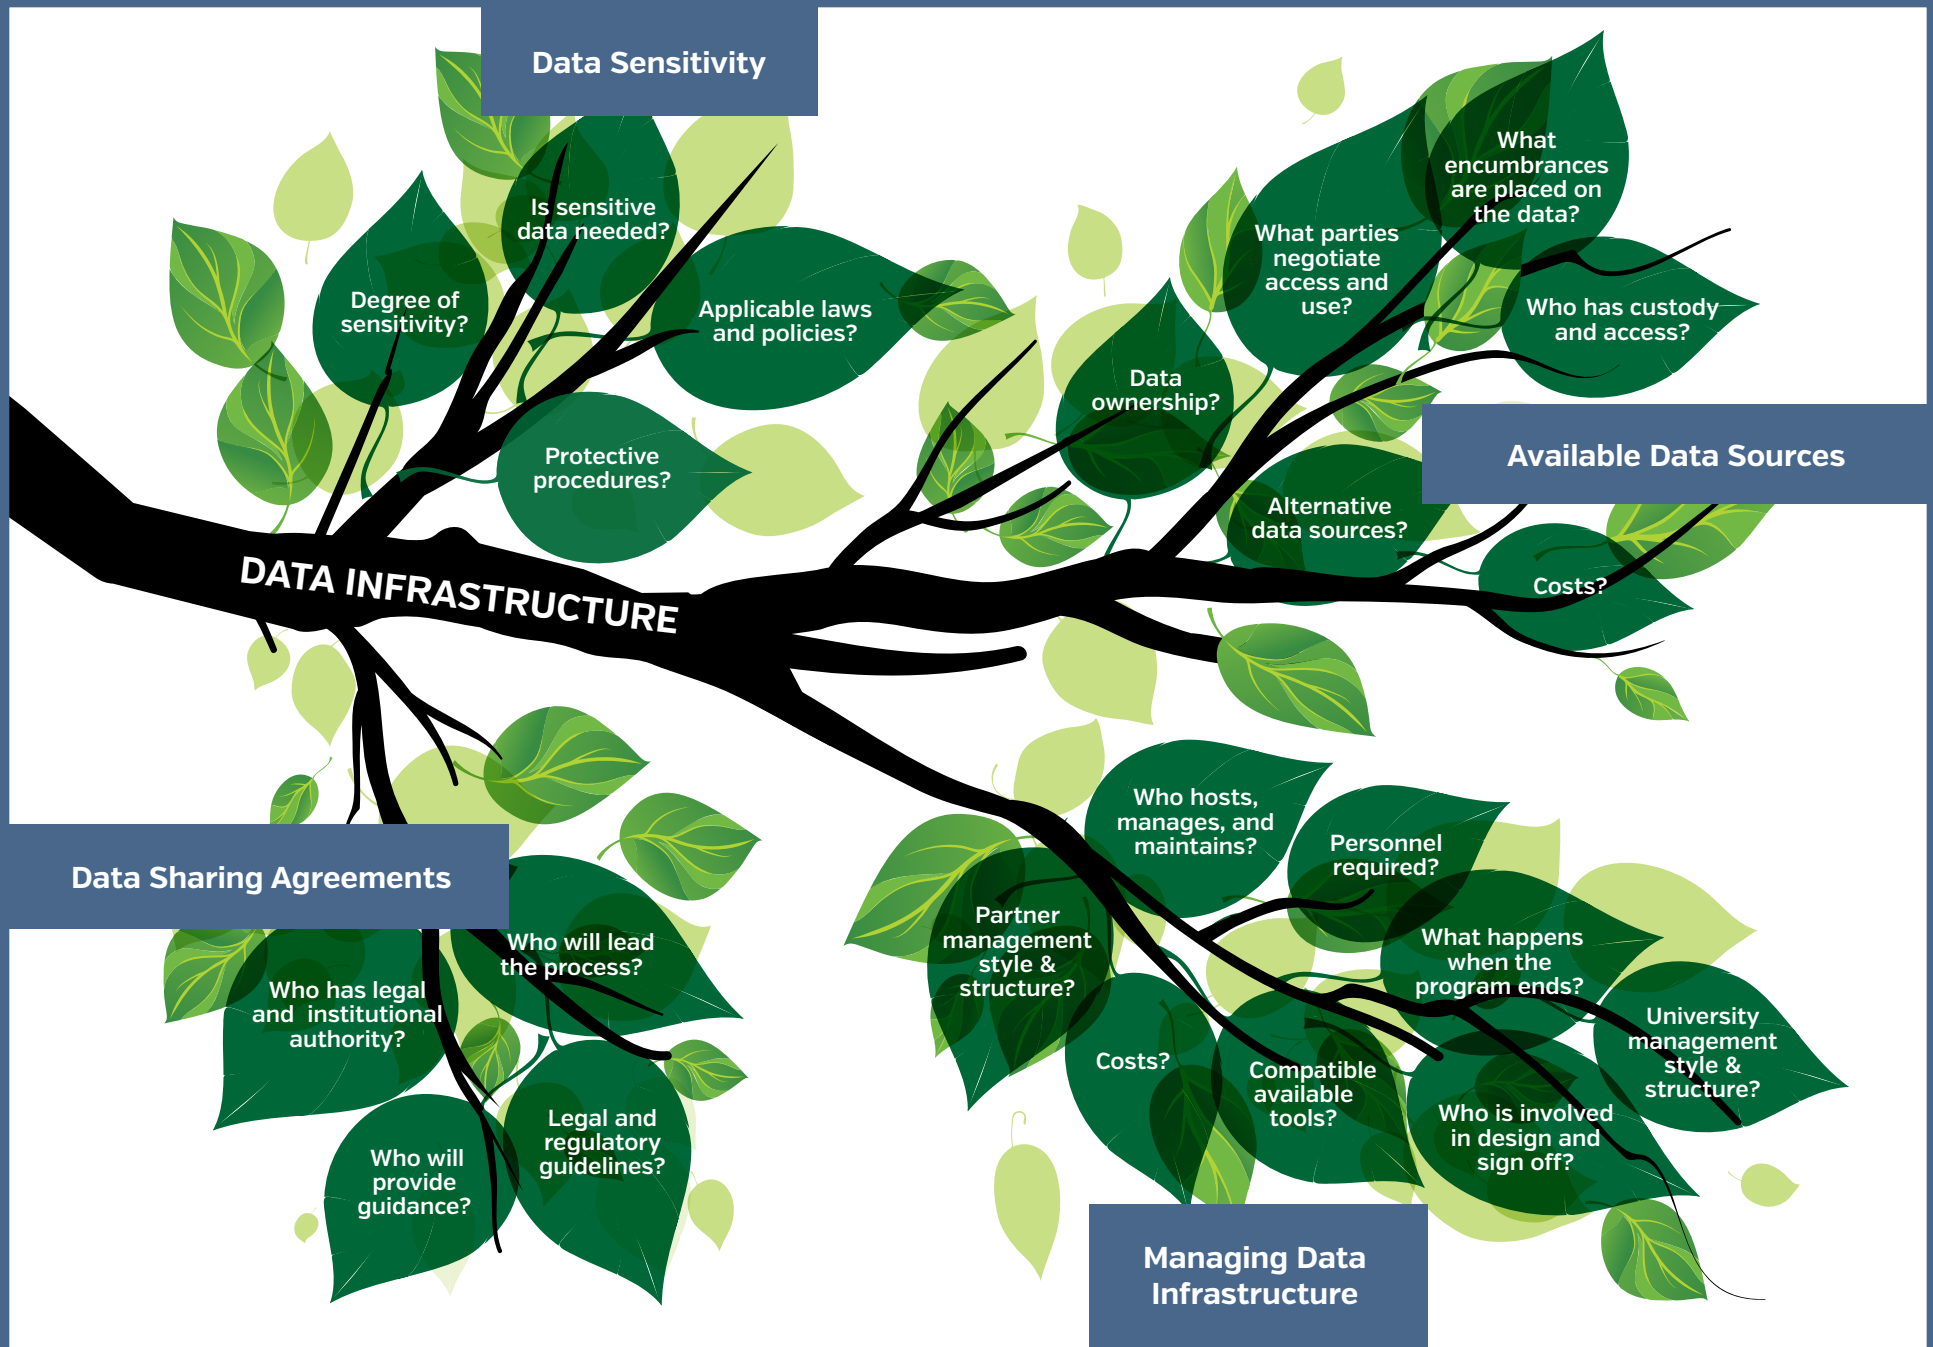 Data Sensitivity
Is sensitive
data needed?
Degree of
sensitivity?
Applicable laws
and policies?
Protective
procedures?
What
encumbrances
are placed on
the data?
What parties
negotiate
access and
use?
Who has custody
and access?
Data
ownership?
Available Data Sources
Alternative
data sources?
Costs?
DATA INFRASTRUCTURE
Data Sharing Agreements
Who will lead
the process?
Who has legal
and institutional
authority?
Legal and
regulatory
guidelines?
Who will
provide
guidance?
Who hosts,
manages, and
maintains?
Personnel
required?
Partner
management
style &
structure?
What happens
when the
program ends?
University
management
style &
structure?
Costs?
Compatible
available
tools?
Who is involved
in design and
sign off?
Managing Data
Infrastructure